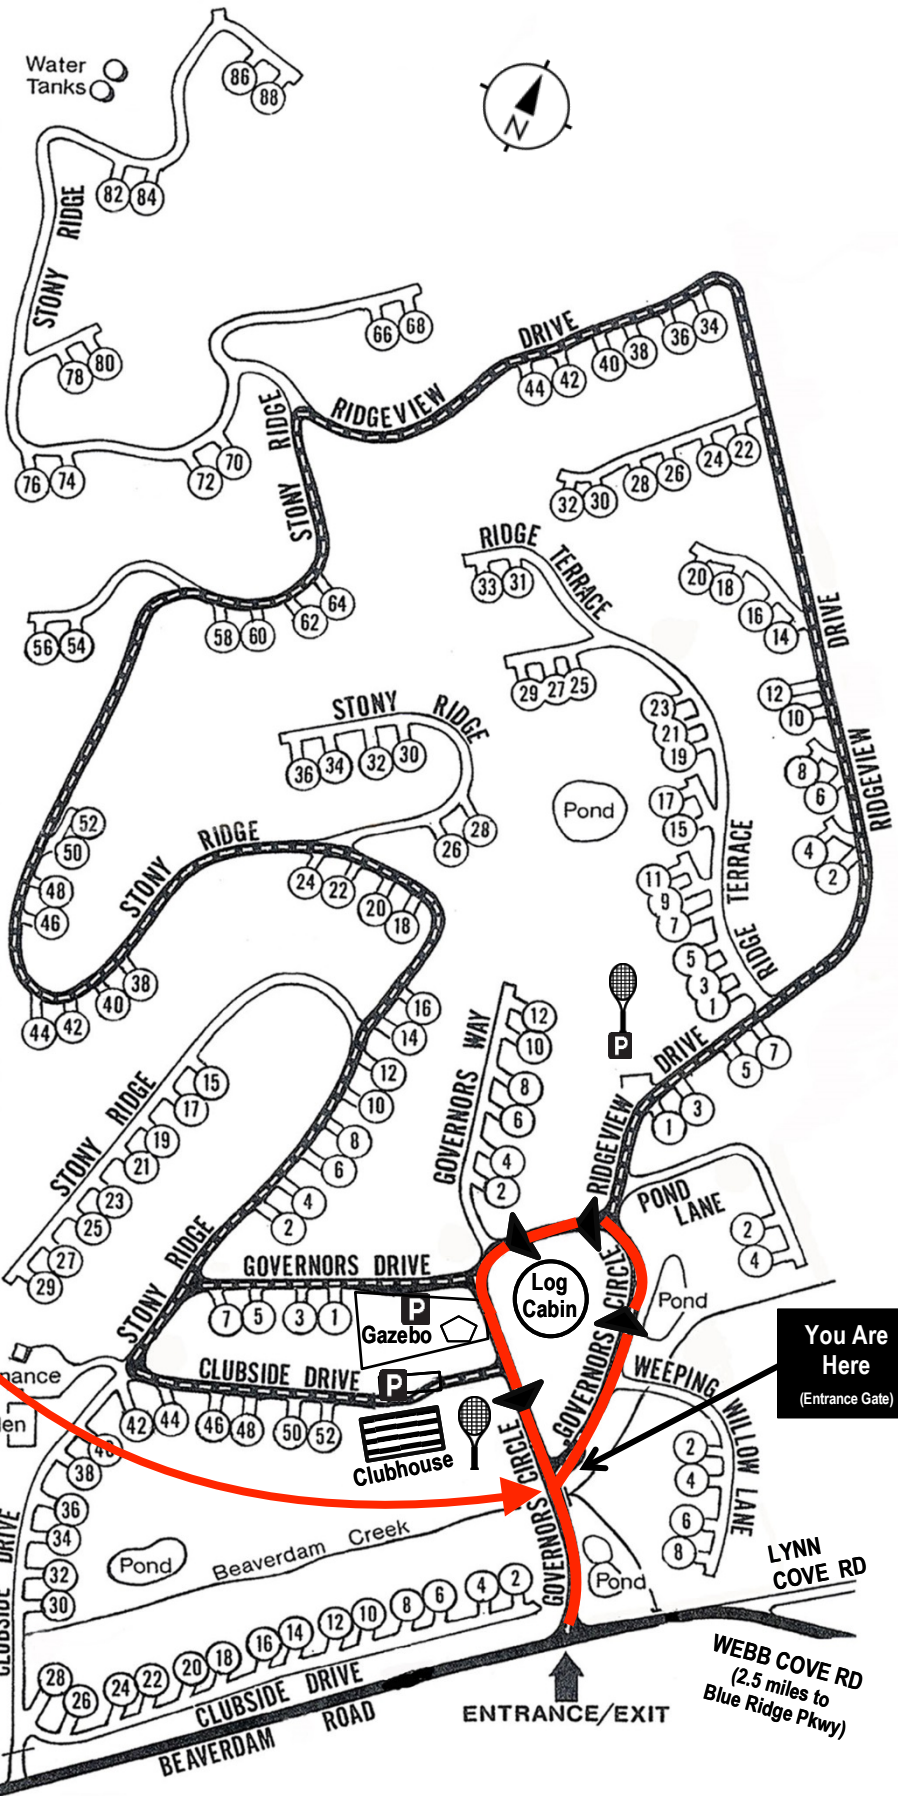 Water
Tanks
86
88
N
82
84
STONY RIDGE
66
68
78
80
RIDGEVIEW DRIVE
44
42
40
38
36
34
STONY RIDGE
76
74
72
70
32
30
28
26
24
22
RIDGE TERRACE
33
31
20
18
16
14
56
54
58
60
62
64
DRIVE
29
27
25
12
10
STONY RIDGE
36
34
32
30
23
21
19
8
6
RIDGEVIEW
Pond
17
15
52
50
48
46
STONY RIDGE
28
26
24
22
20
18
4
2
TERRACE
11
9
7
RIDGE
5
3
1
44
42
40
38
16
14
12
10
8
6
4
2
GOVERNORS WAY
12
10
8
6
4
2
P
RIDGEVIEW DRIVE
7
5
3
1
STONY RIDGE
15
17
19
21
23
25
27
29
POND
LANE
2
4
STONY RIDGE
GOVERNORS DRIVE
7
5
3
1
P
Gazebo
Log
Cabin
GOVERNORS CIRCLE
Pond
You Are
Here
(Entrance Gate)
nance
CLUBSIDE DRIVE
P
WEEPING
WILLOW LANE
den
42
44
46
48
50
52
Clubhouse
GOVERNORS CIRCLE
40
38
36
34
32
30
CLUBSIDE DRIVE
2
4
6
8
Pond
Beaverdam Creek
Pond
LYNN
COVE RD
28
26
24
22
20
18
16
14
12
10
8
6
4
2
CLUBSIDE DRIVE
BEAVERDAM ROAD
ENTRANCE/EXIT
WEBB COVE RD
(2.5 miles to
Blue Ridge Pkwy)